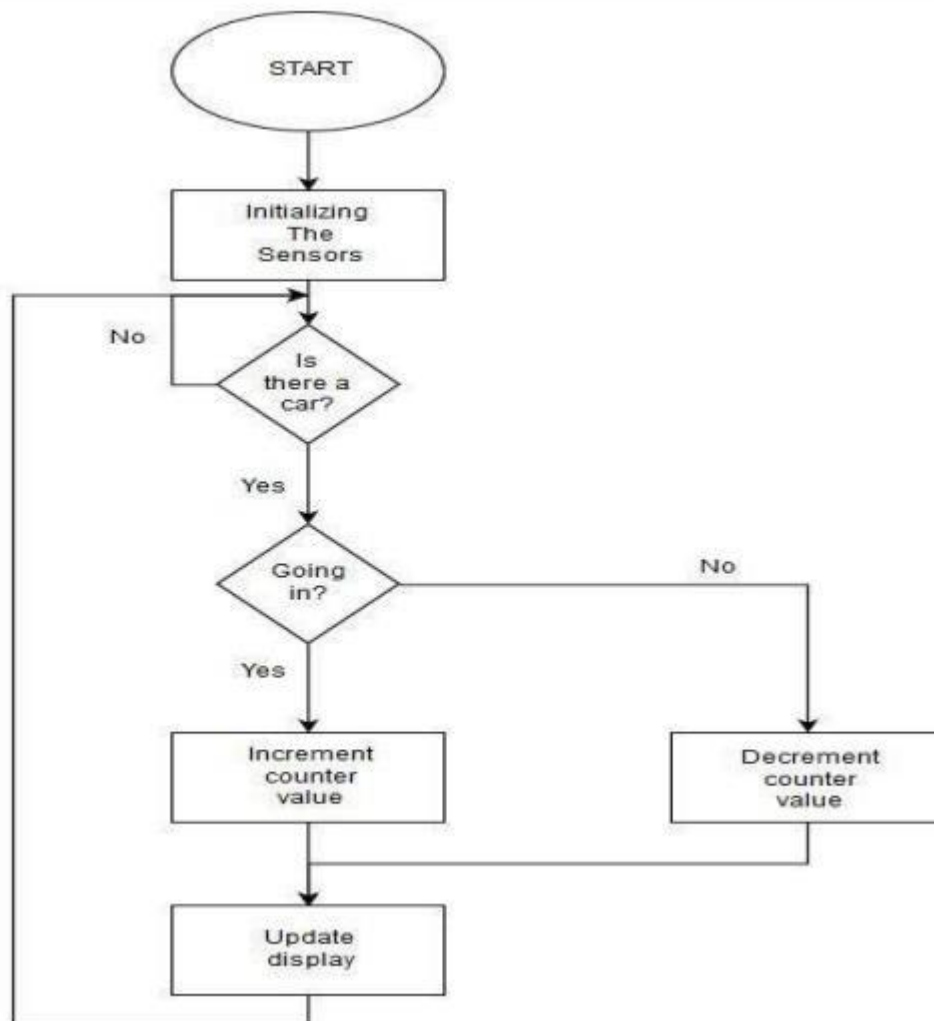 START
Initializing
The
Sensors
No
Is
there a
car?
Yes
Going
in?
No
Yes
Increment
counter
value
Decrement
counter
value
Update
display